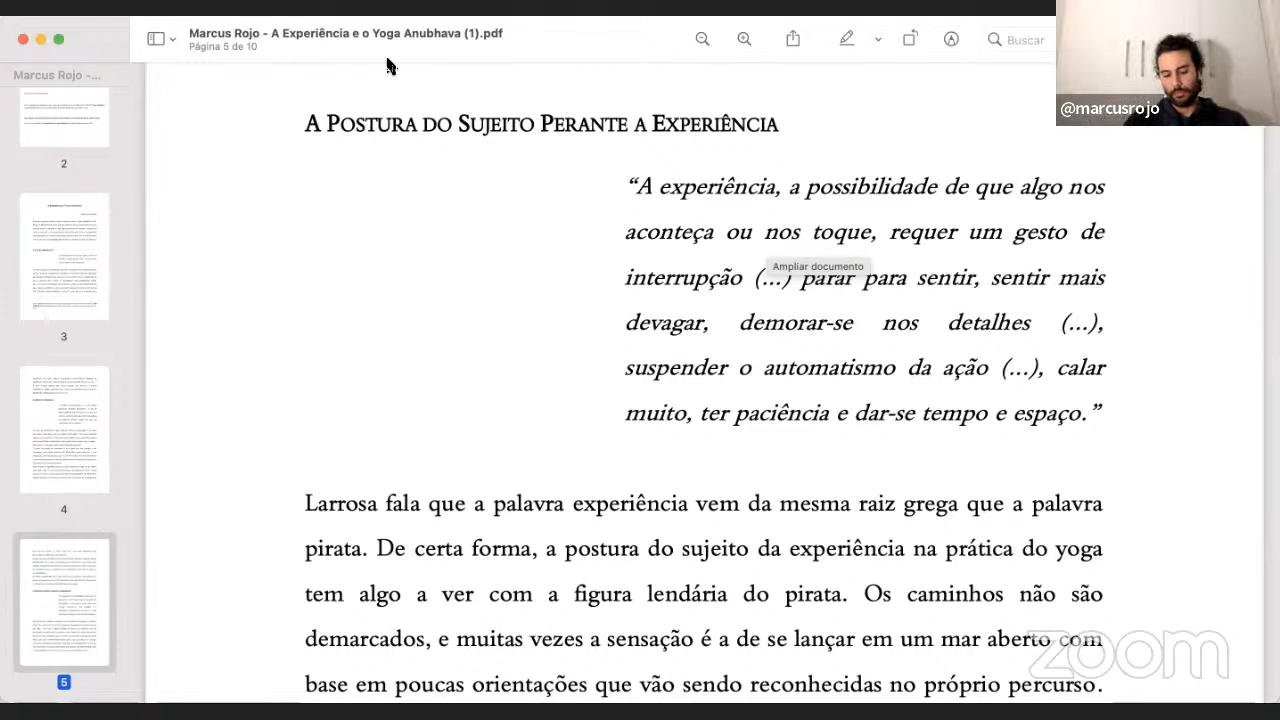 Marcus Rojo - A Experiência e o Yoga Anubhava (1).pdf
Página 5 de 10
Buscar
@marcusrojo
Marcus Rojo -...
2
3
4
5
A Postura do Sujeito Perante a Experiência
“A experiência, a possibilidade de que algo nos
aconteça ou nos toque, requer um gesto de
Ampliar documento
interrupção (...) parar para sentir, sentir mais
devagar, demorar-se nos detalhes (...),
suspender o automatismo da ação (...), calar
muito, ter paciência e dar-se tempo e espaço.”
Larrosa fala que a palavra experiência vem da mesma raiz grega que a palavra
pirata. De certa forma, a postura do sujeito da experiência na prática do yoga
tem algo a ver com a figura lendária do pirata. Os caminhos não são
demarcados, e muitas vezes a sensação é a de se lançar em um mar aberto com
base em poucas orientações que vão sendo reconhecidas no próprio percurso.
zoom